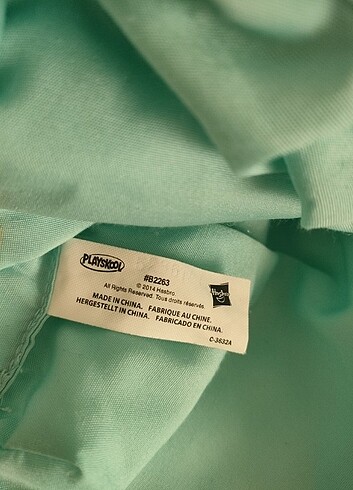 PLAYSKOOL
#B2263
© 2014 Hasbro.
All Rights Reserved. Tous droits réservés.
Hasbro
MADE IN CHINA. FABRIQUE AU CHINE.
HERGESTELLT IN CHINA. FABRICADO EN CHINA.
C-3632A